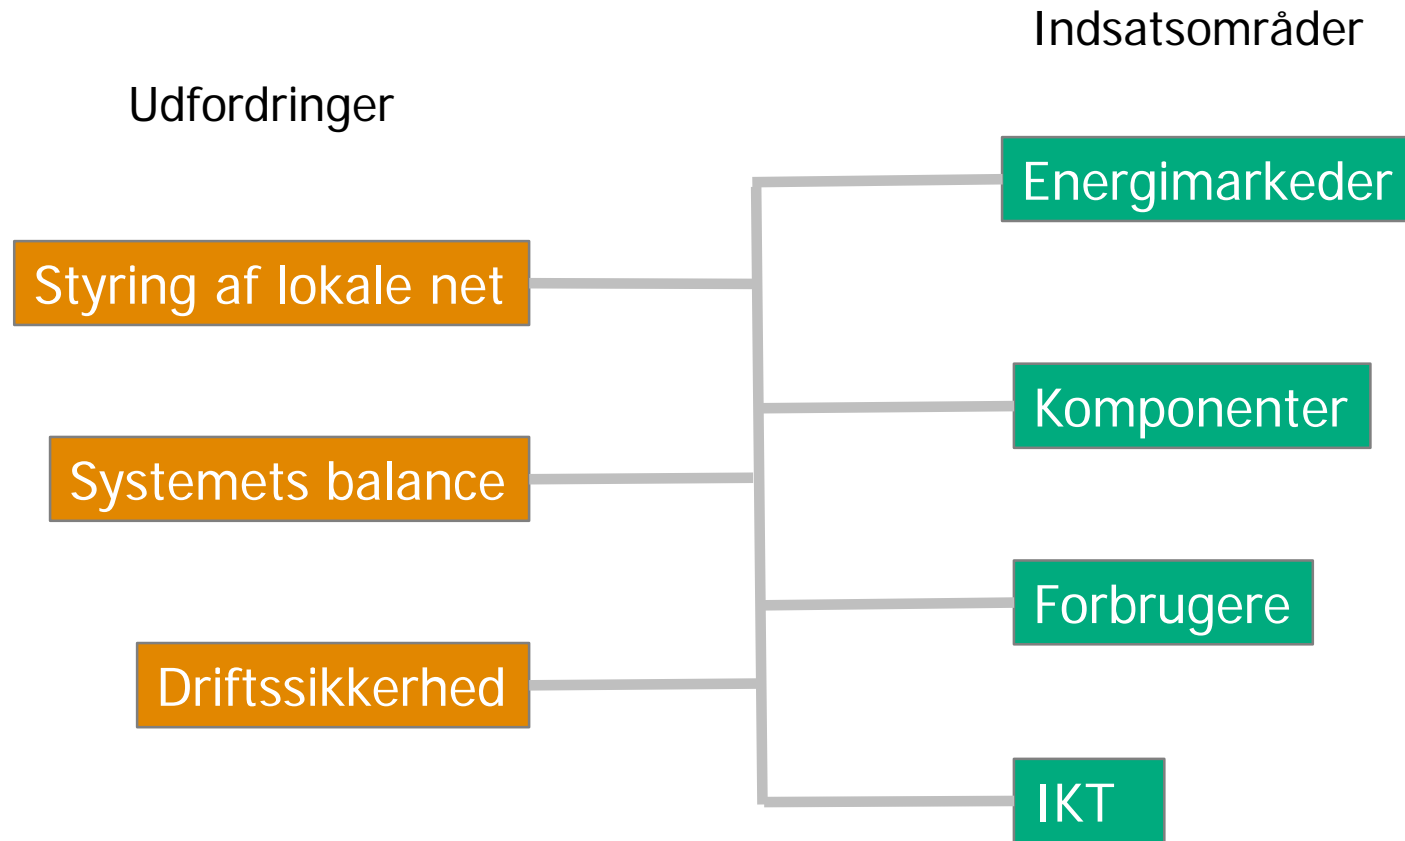 Indsatsområder
Udfordringer
Energimarkeder
Styring af lokale net
Komponenter
Systemets balance
Forbrugere
Driftssikkerhed
IKT